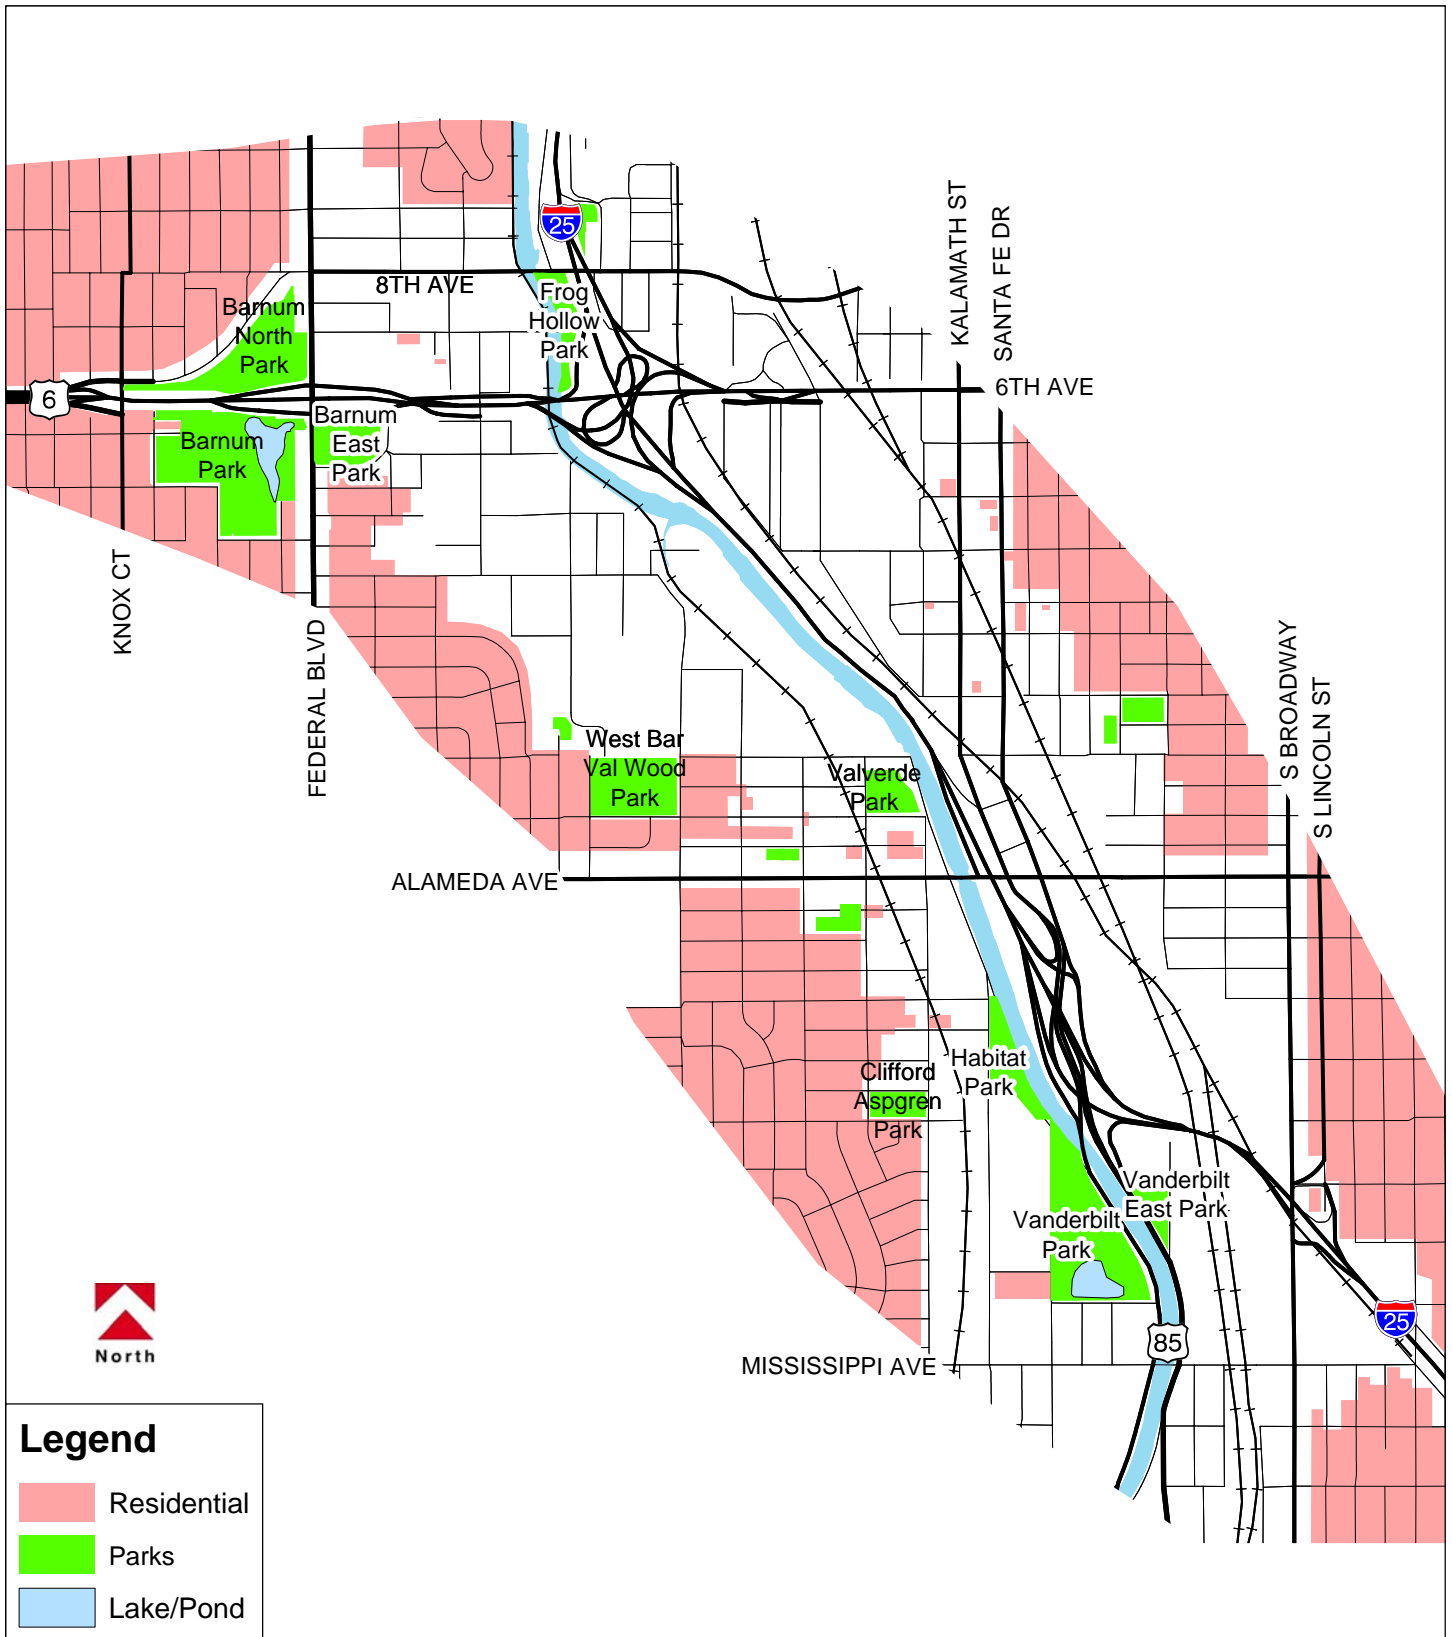 KALAMATH ST
SANTA FE DR
25
8TH AVE
Frog
Hollow
Park
Barnum
North
Park
6
6TH AVE
Barnum
East
Park
Barnum
Park
KNOX CT
FEDERAL BLVD
S BROADWAY
S LINCOLN ST
West Bar
Val Wood
Park
Valverde
Park
ALAMEDA AVE
Habitat
Park
Clifford
Aspgren
Park
Vanderbilt
East Park
Vanderbilt
Park
25
85
MISSISSIPPI AVE
North
Legend
Residential
Parks
Lake/Pond